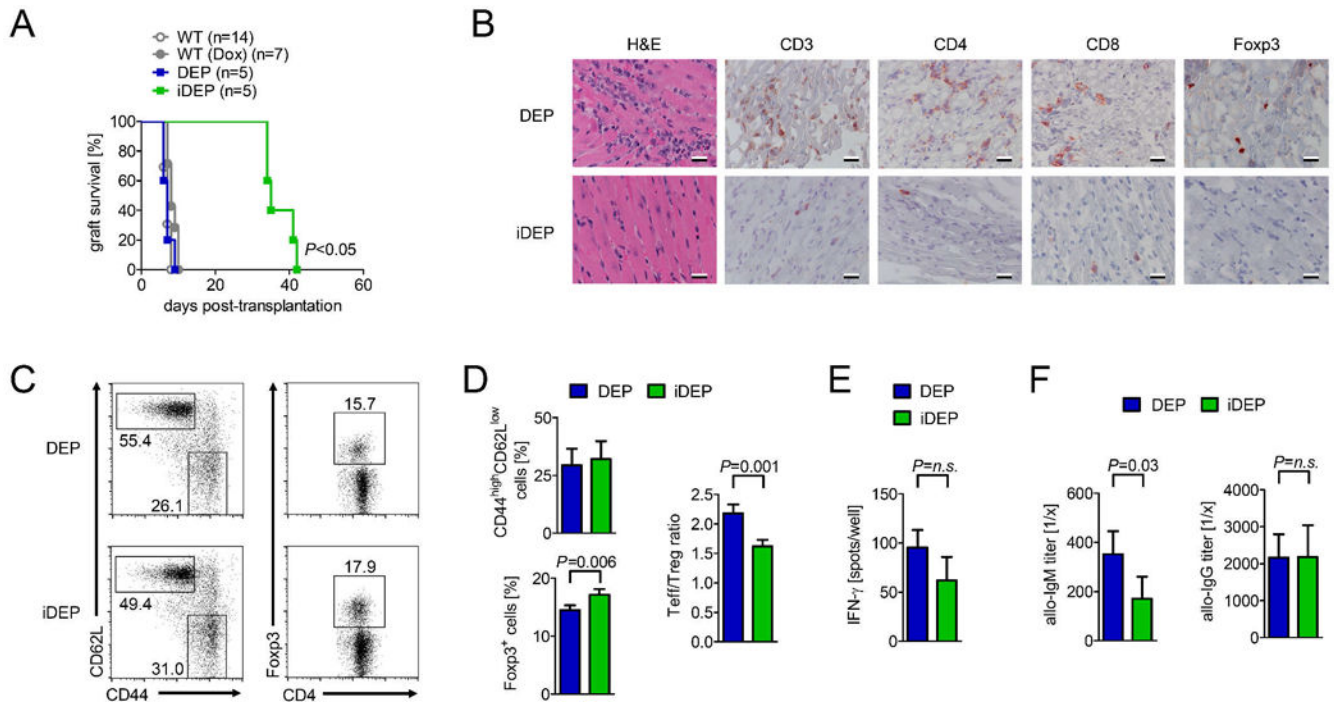 A
WT (n=14)
WT (Dox) (n=7)
DEP (n=5)
iDEP (n=5)
100
80
60
40
20
0
graft survival [%]
P<0.05
0 20 40 60
days post-transplantation
B
H&E CD3 CD4 CD8 Foxp3
DEP
iDEP
C
DEP
55.4
26.1
15.7
iDEP
49.4
31.0
17.9
CD62L
CD44
Foxp3
CD4
D
DEP iDEP
50
25
0
CD44highCD62Llow
cells [%]
P=0.006
20
10
0
Foxp3+ cells [%]
P=0.001
2.5
2.0
1.5
1.0
0.5
0.0
Teff/Treg ratio
E
DEP
iDEP
P=n.s.
150
100
50
0
IFN-γ [spots/well]
F
DEP iDEP
P=0.03
600
400
200
0
allo-IgM titer [1/x]
P=n.s.
4000
3000
2000
1000
0
allo-IgG titer [1/x]